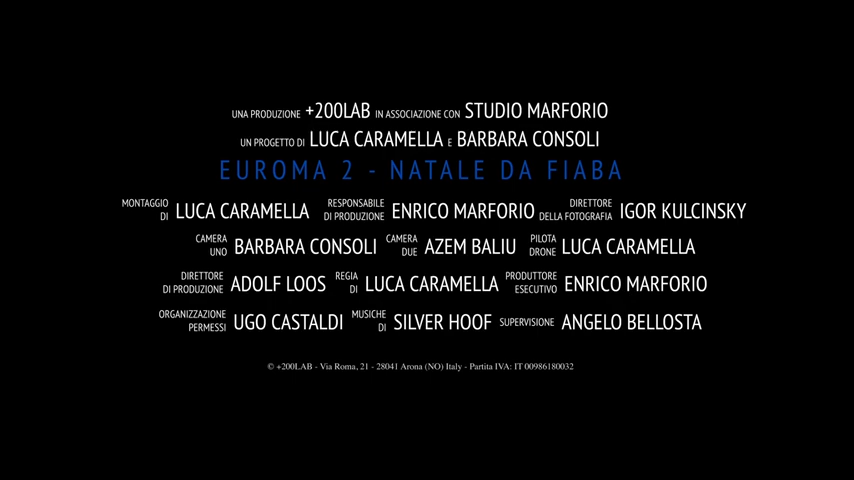 UNA PRODUZIONE +200LAB IN ASSOCIAZIONE CON STUDIO MARFORIO
UN PROGETTO DI LUCA CARAMELLA E BARBARA CONSOLI
EUROMA 2 - NATALE DA FIABA
MONTAGGIO DI LUCA CARAMELLA RESPONSABILE DI PRODUZIONE ENRICO MARFORIO DIRETTORE DELLA FOTOGRAFIA IGOR KULCINSKY
CAMERA UNO BARBARA CONSOLI CAMERA DUE AZEM BALIU PILOTA DRONE LUCA CARAMELLA
DIRETTORE DI PRODUZIONE ADOLF LOOS REGIA DI LUCA CARAMELLA PRODUTTORE ESECUTIVO ENRICO MARFORIO
ORGANIZZAZIONE PERMESSI UGO CASTALDI MUSICHE DI SILVER HOOF SUPERVISIONE ANGELO BELLOSTA
© +200LAB - Via Roma, 21 - 28041 Arona (NO) Italy - Partita IVA: IT 00986180032